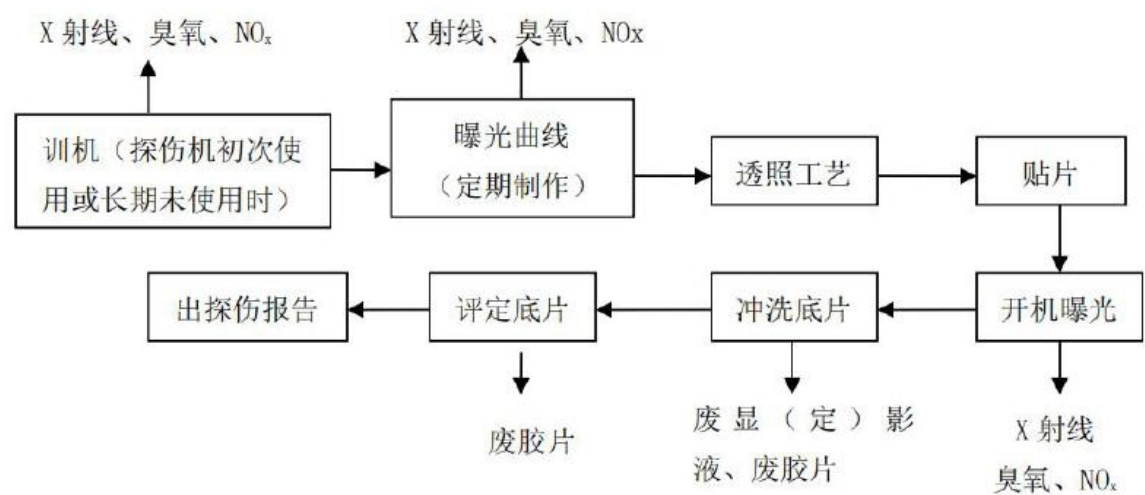 X 射线、臭氧、NOₓ
X 射线、臭氧、NOx
训机（探伤机初次使
用或长期未使用时）
曝光曲线
（定期制作）
透照工艺
贴片
出探伤报告
评定底片
冲洗底片
开机曝光
废胶片
废显（定）影
液、废胶片
X 射线
臭氧、NOₓ